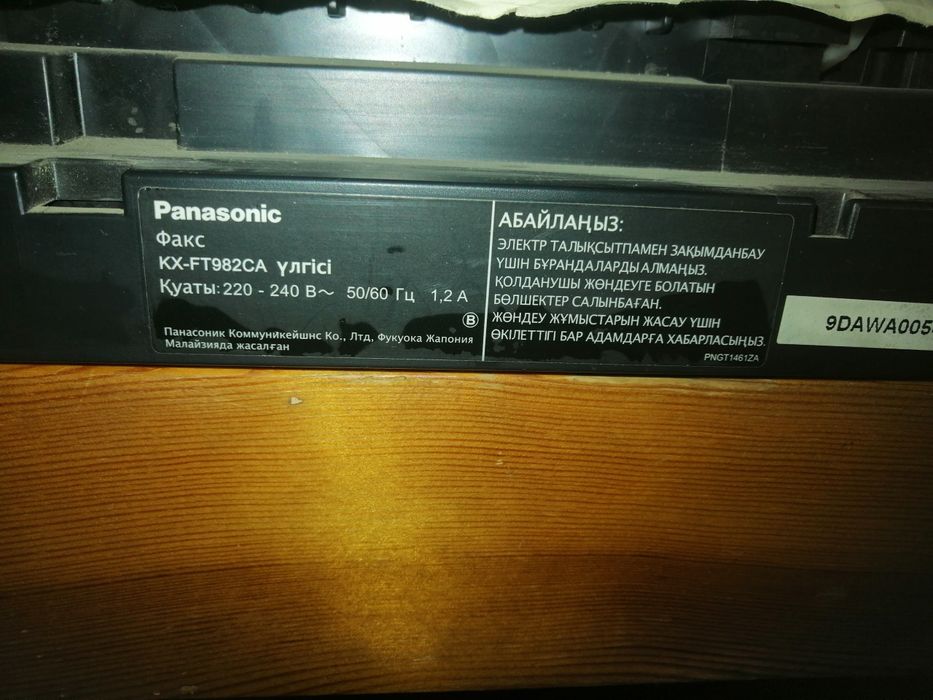 Panasonic
Факс
KX-FT982CA үлгісі
Қуаты: 220 - 240 В～ 50/60 Гц 1,2 А
B
Панасоник Коммуникейшнс Ко., Лтд, Фукуока Жапония
Малайзияда жасалған
АБАЙЛАҢЫЗ:
ЭЛЕКТР ТАЛЫҚСЫТПАМЕН ЗАҚЫМДАНБАУ
ҮШІН БҰРАНДАЛАРДЫ АЛМАҢЫЗ.
ҚОЛДАНУШЫ ЖӨНДЕУГЕ БОЛАТЫН
БӨЛШЕКТЕР САЛЫНБАҒАН.
ЖӨНДЕУ ЖҰМЫСТАРЫН ЖАСАУ ҮШІН
ӨКІЛЕТТІГІ БАР АДАМДАРҒА ХАБАРЛАСЫҢЫЗ.
PNGT1461ZA
9DAWA005